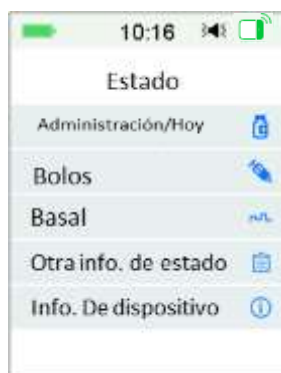 10:16
Estado
Administración/Hoy
Bolos
Basal
Otra info. de estado
Info. De dispositivo